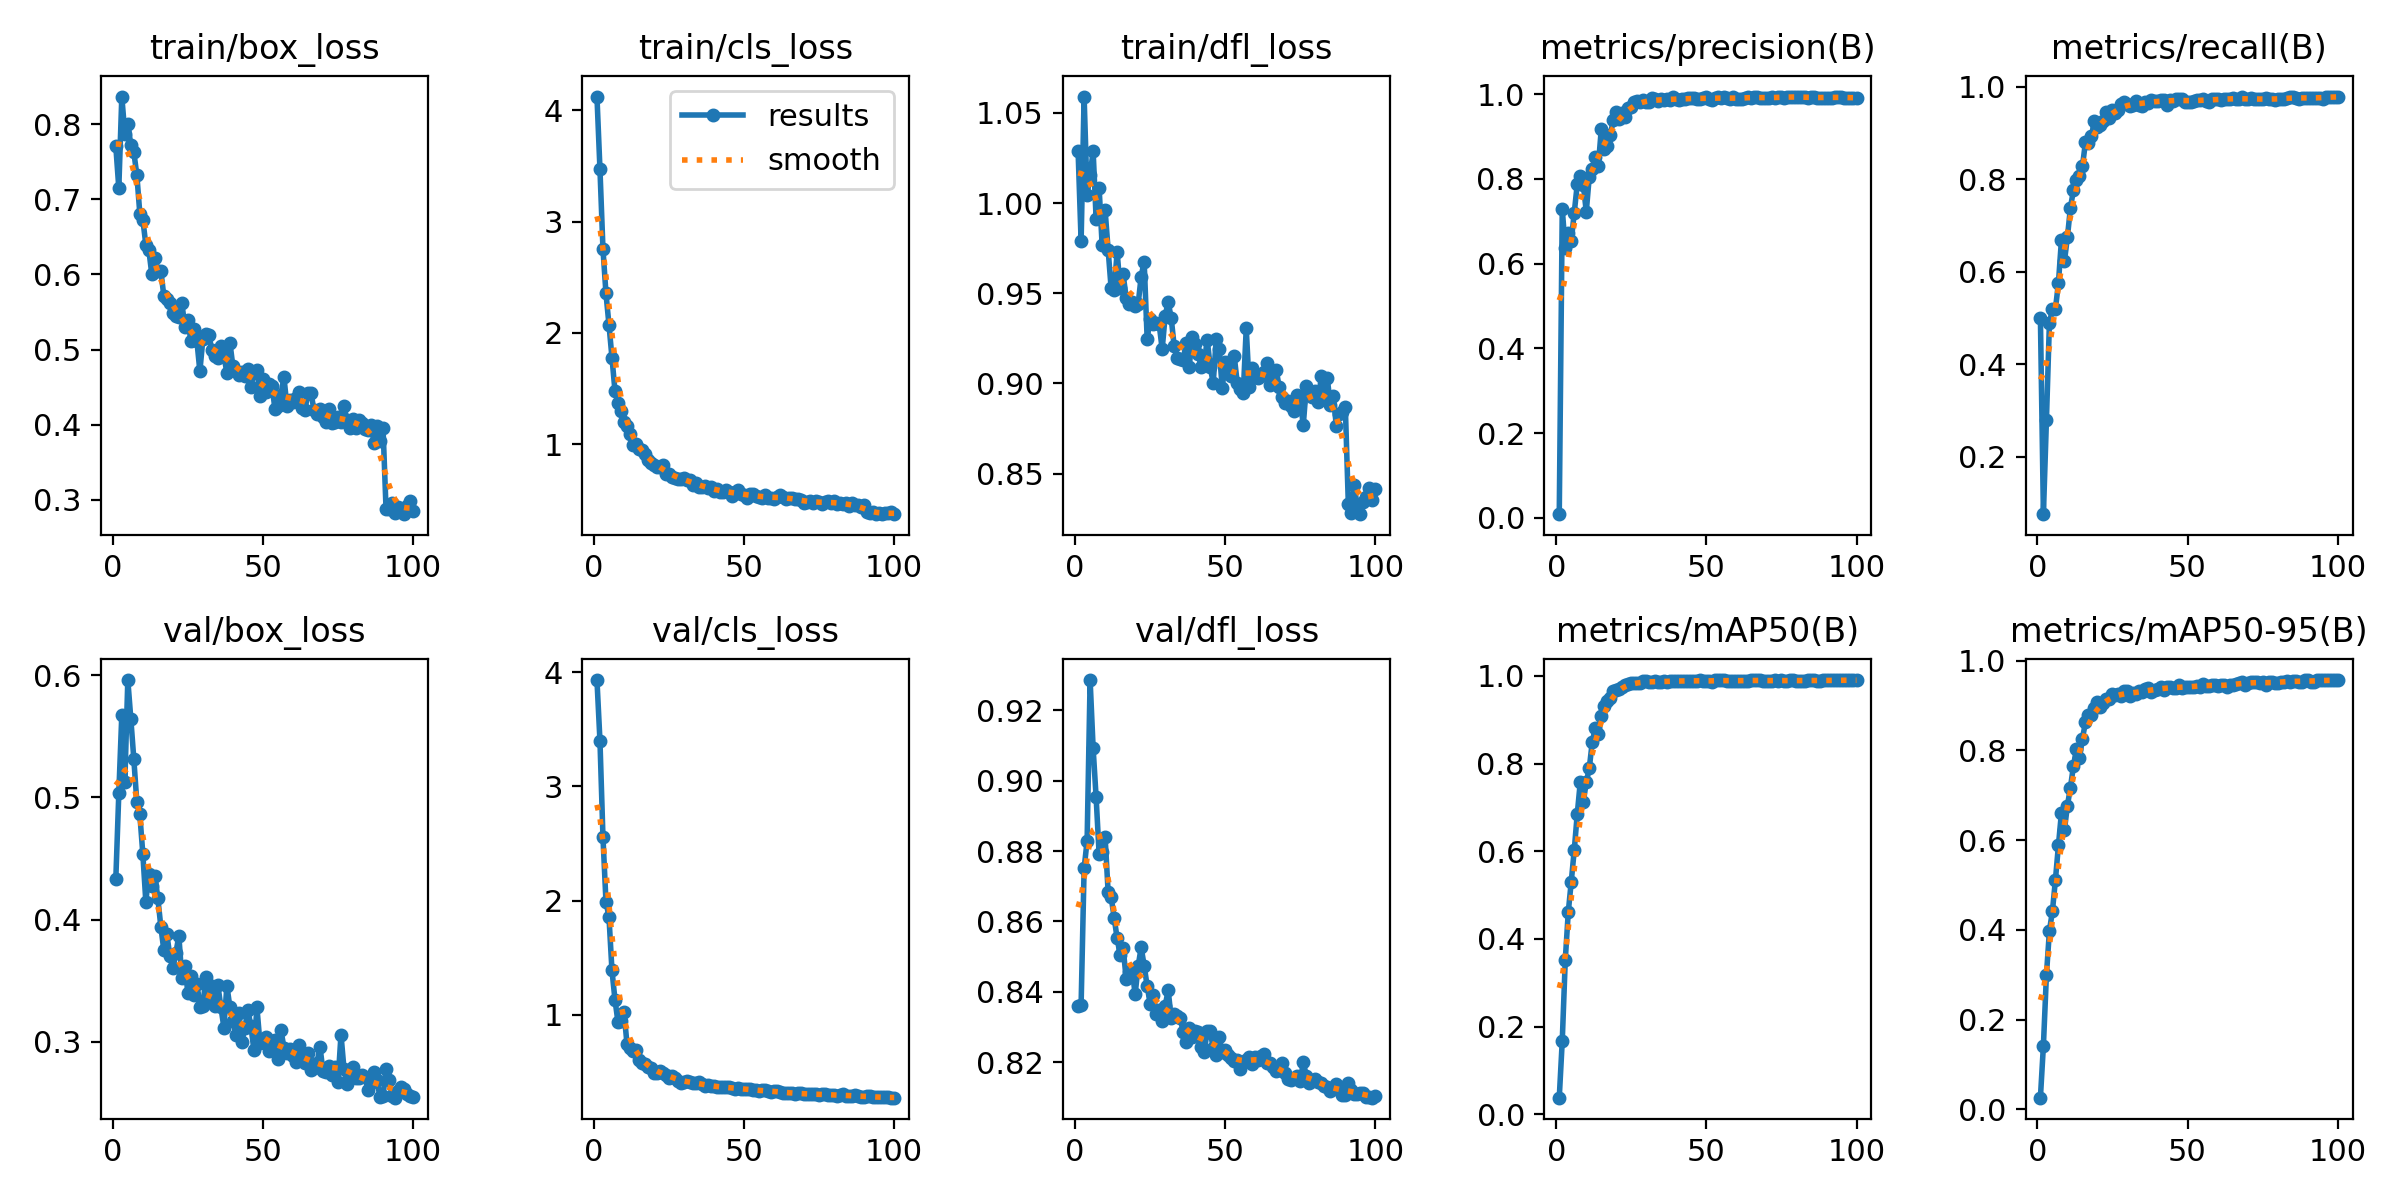 train/box_loss
0.8
0.7
0.6
0.5
0.4
0.3
0 50 100
train/cls_loss
results
smooth
4
3
2
1
0 50 100
train/dfl_loss
1.05
1.00
0.95
0.90
0.85
0 50 100
metrics/precision(B)
1.0
0.8
0.6
0.4
0.2
0.0
0 50 100
metrics/recall(B)
1.0
0.8
0.6
0.4
0.2
0 50 100
val/box_loss
0.6
0.5
0.4
0.3
0 50 100
val/cls_loss
4
3
2
1
0 50 100
val/dfl_loss
0.92
0.90
0.88
0.86
0.84
0.82
0 50 100
metrics/mAP50(B)
1.0
0.8
0.6
0.4
0.2
0.0
0 50 100
metrics/mAP50-95(B)
1.0
0.8
0.6
0.4
0.2
0.0
0 50 100